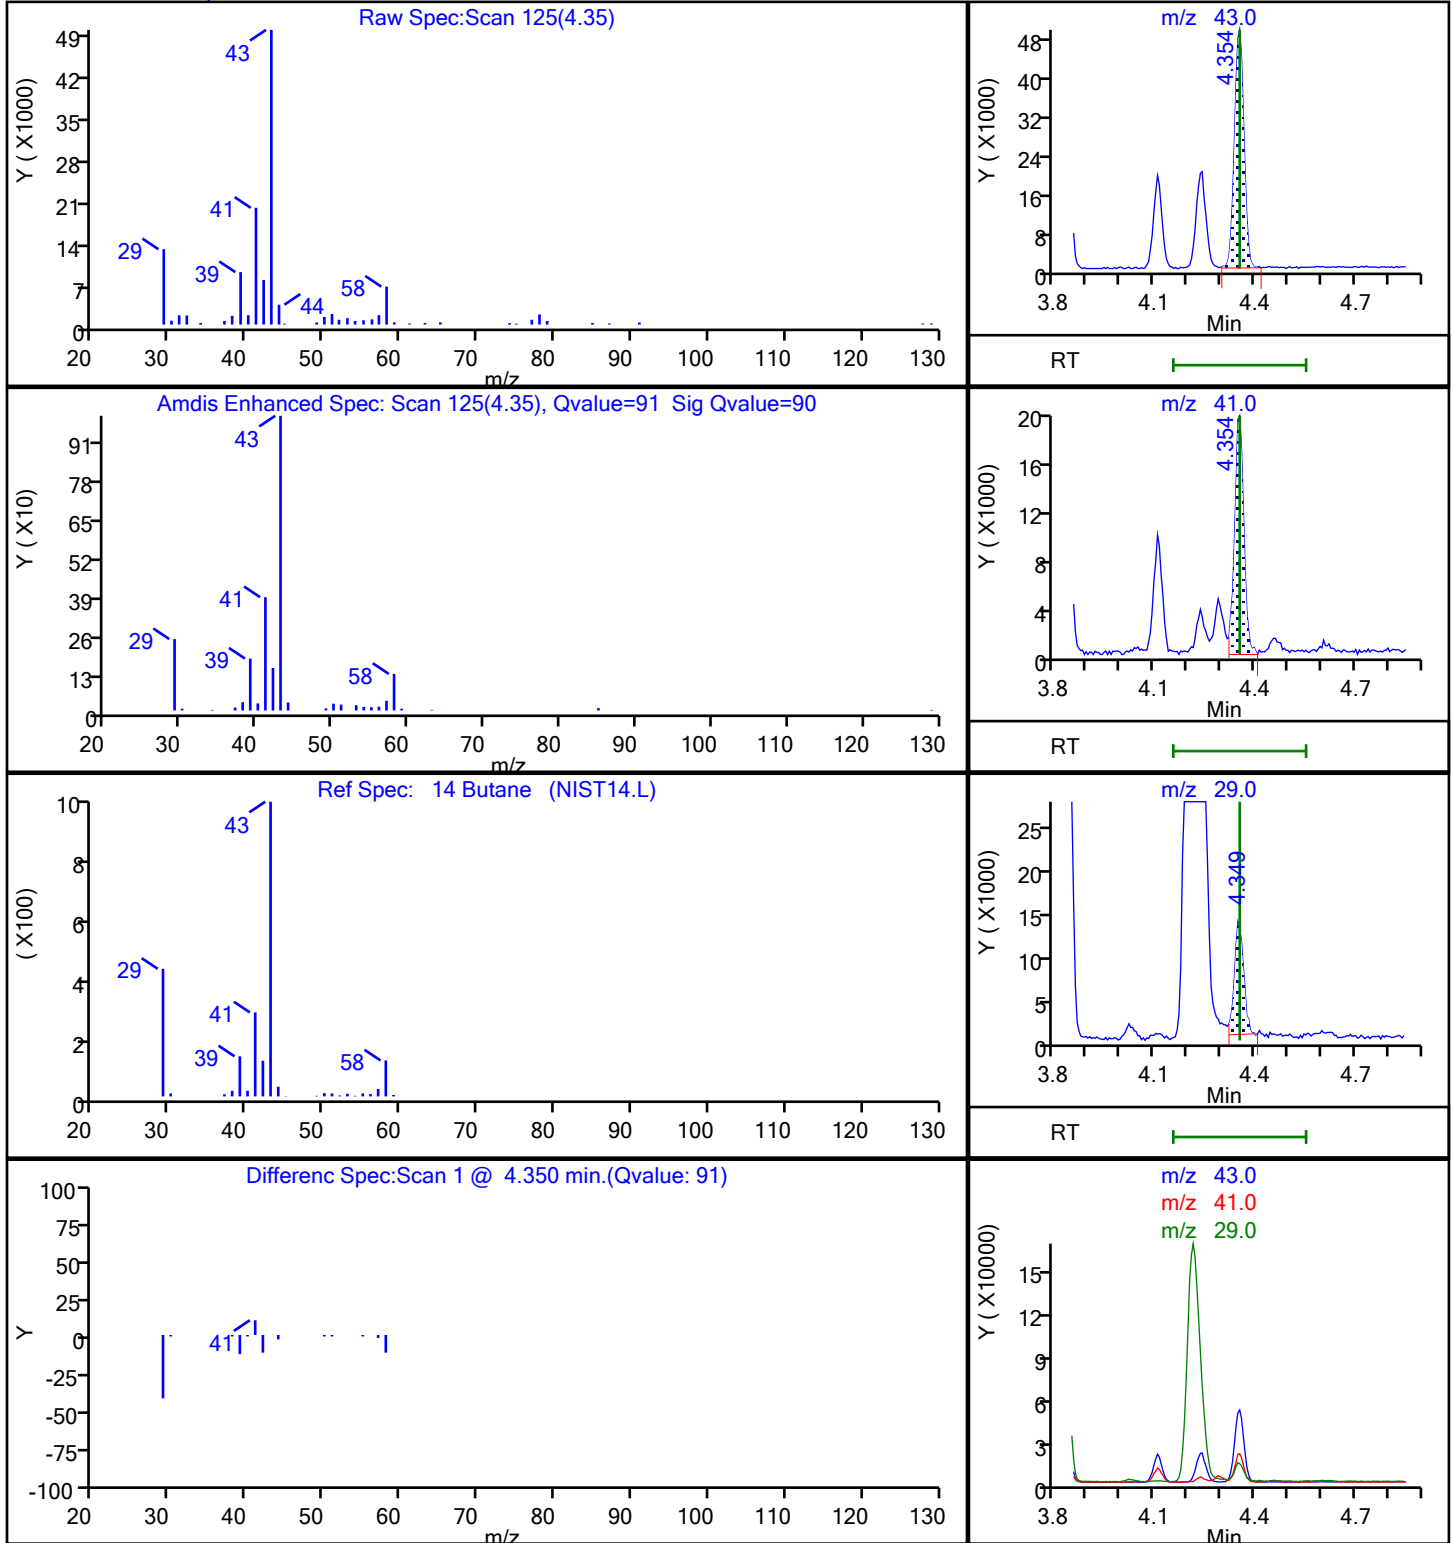 Raw Spec:Scan 125(4.35)
Y ( X1000)
49
42
35
28
21
14
7
0
43
41
29
39
44
58
20 30 40 50 60 70 80 90 100 110 120 130
m/z
m/z 43.0
Y ( X1000)
48
40
32
24
16
8
0
4.354
3.8 4.1 4.4 4.7
Min
RT
Amdis Enhanced Spec: Scan 125(4.35), Qvalue=91 Sig Qvalue=90
Y ( X10)
91
78
65
52
39
26
13
0
43
41
29
39
58
20 30 40 50 60 70 80 90 100 110 120 130
m/z
m/z 41.0
Y ( X1000)
20
16
12
8
4
0
4.354
3.8 4.1 4.4 4.7
Min
RT
Ref Spec: 14 Butane (NIST14.L)
( X100)
10
8
6
4
2
0
43
29
41
39
58
20 30 40 50 60 70 80 90 100 110 120 130
m/z
m/z 29.0
Y ( X1000)
25
20
15
10
5
0
4.349
3.8 4.1 4.4 4.7
Min
RT
Differenc Spec:Scan 1 @ 4.350 min.(Qvalue: 91)
Y
100
75
50
25
0
-25
-50
-75
-100
41
20 30 40 50 60 70 80 90 100 110 120 130
m/z
m/z 43.0
m/z 41.0
m/z 29.0
Y ( X10000)
15
12
9
6
3
0
3.8 4.1 4.4 4.7
Min